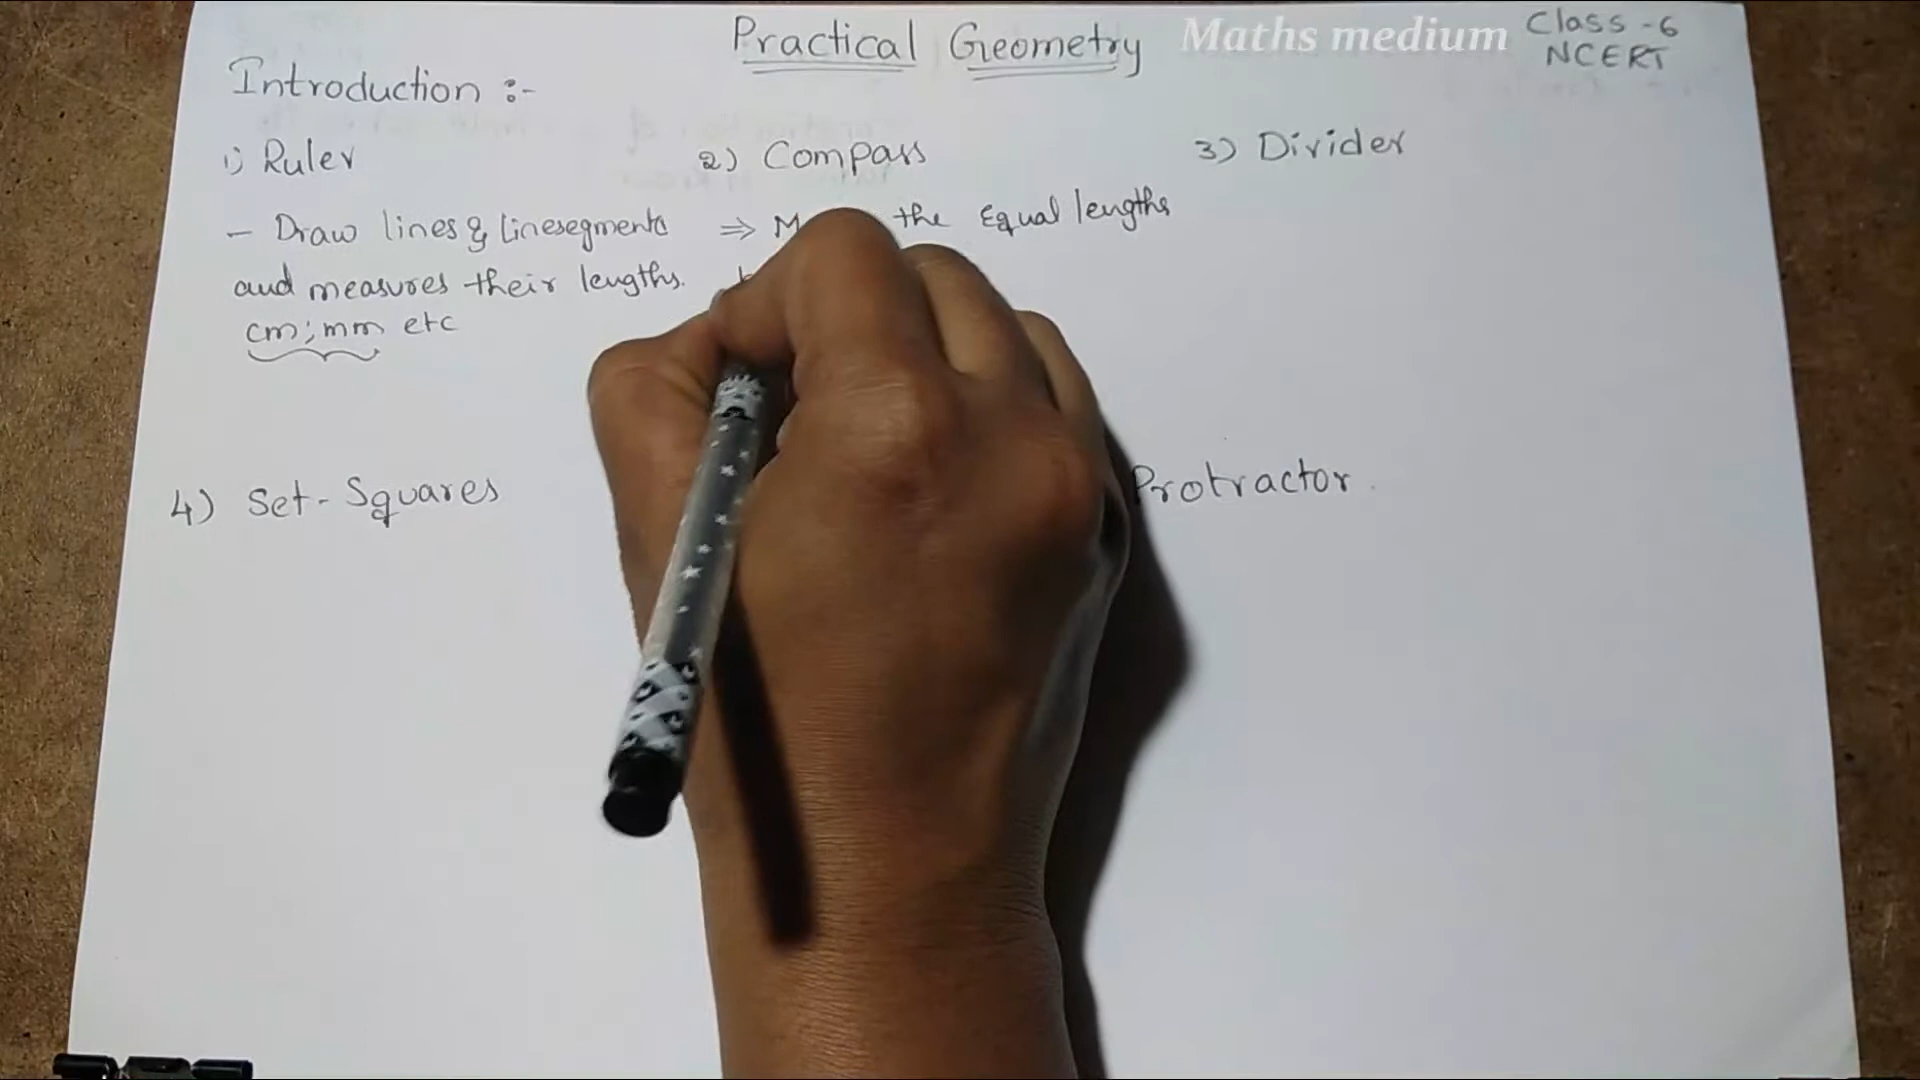 Practical Geometry
Maths medium
Class - 6
NCERT
Introduction :-
1) Ruler
2) Compass
3) Divider
- Draw lines & linesegments
and measures their lengths.
cm; mm etc
⇒ the Equal lengths
4) Set-Squares
Protractor.